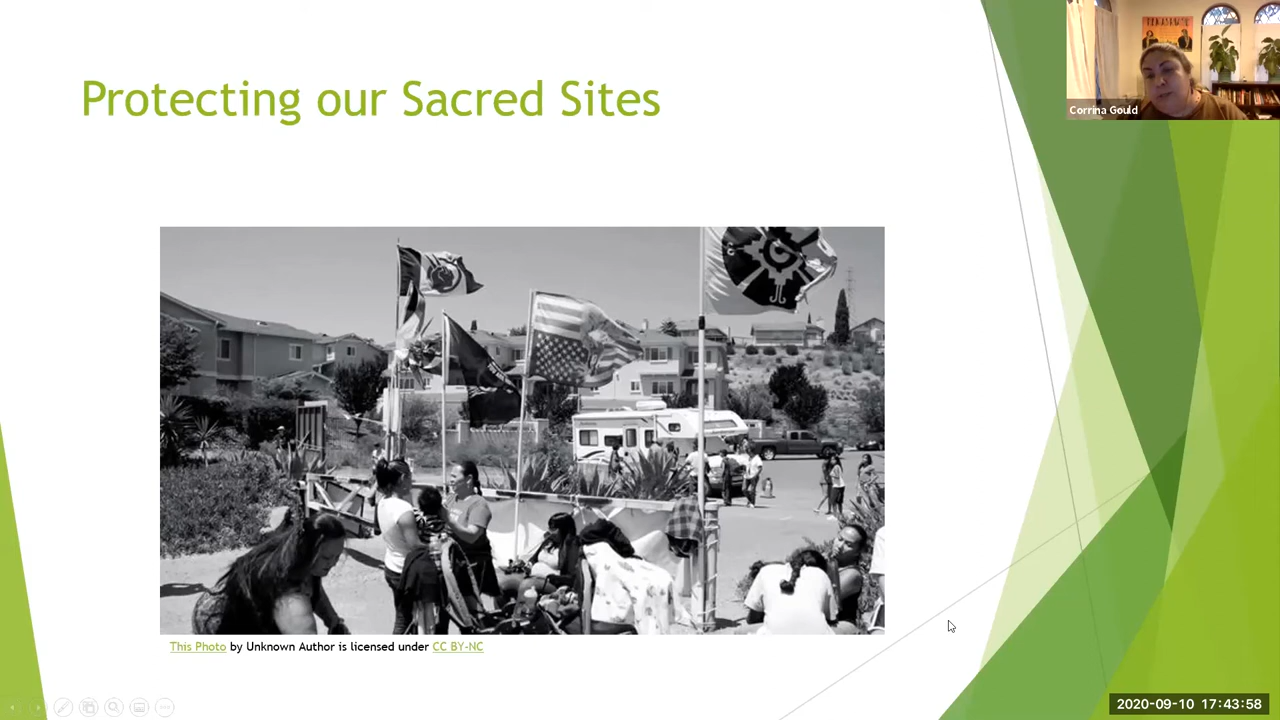 Protecting our Sacred Sites
Corrina Gould
This Photo by Unknown Author is licensed under CC BY-NC
2020-09-10 17:43:58